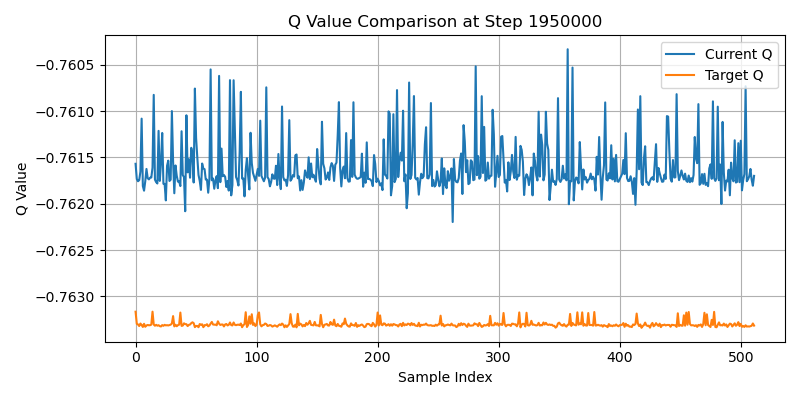 Q Value Comparison at Step 1950000
Current Q
Target Q
Q Value
−0.7605
−0.7610
−0.7615
−0.7620
−0.7625
−0.7630
0 100 200 300 400 500
Sample Index